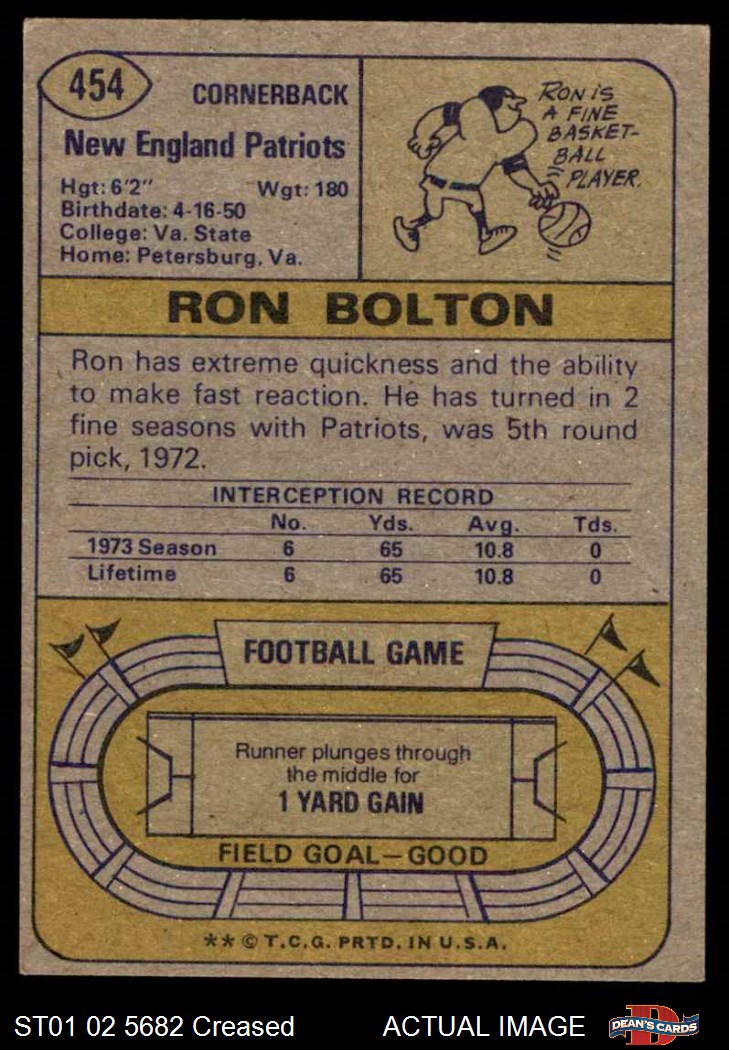 454
CORNERBACK
New England Patriots
Hgt: 6'2" Wgt: 180
Birthdate: 4-16-50
College: Va. State
Home: Petersburg, Va.
RON IS
A FINE
BASKET-
BALL
PLAYER.
RON BOLTON
Ron has extreme quickness and the ability
to make fast reaction. He has turned in 2
fine seasons with Patriots, was 5th round
pick, 1972.
INTERCEPTION RECORD
No. Yds. Avg. Tds.
1973 Season 6 65 10.8 0
Lifetime 6 65 10.8 0
FOOTBALL GAME
Runner plunges through
the middle for
1 YARD GAIN
FIELD GOAL—GOOD
** © T.C.G. PRTD. IN U.S.A.
ST01 02 5682 Creased ACTUAL IMAGE
D
DEAN'S CARDS